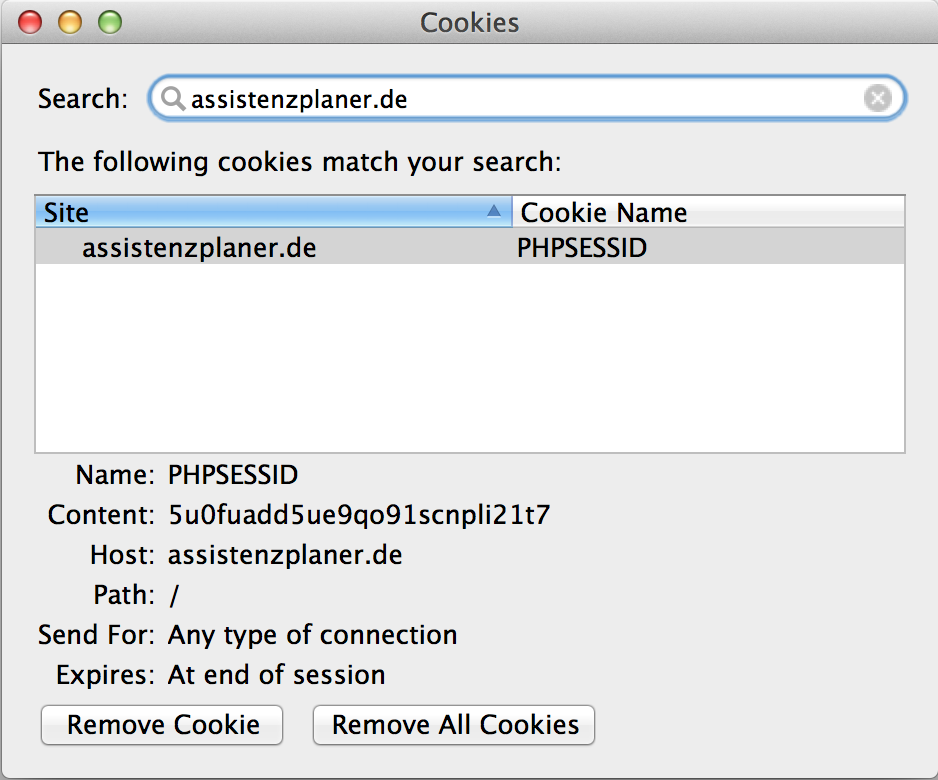 Cookies
Search: assistenzplaner.de
The following cookies match your search:
Site Cookie Name
assistenzplaner.de PHPSESSID
Name: PHPSESSID
Content: 5u0fuadd5ue9qo91scnpli21t7
Host: assistenzplaner.de
Path: /
Send For: Any type of connection
Expires: At end of session
Remove Cookie Remove All Cookies